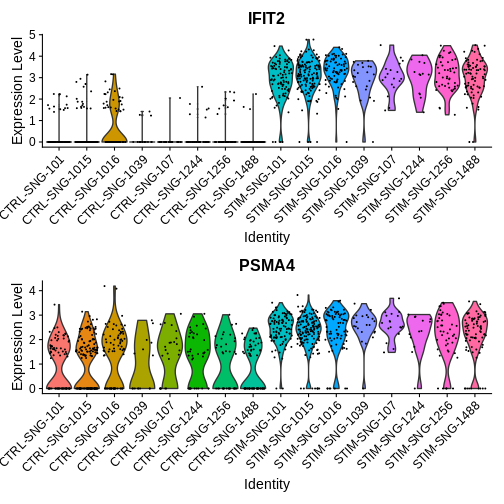 IFIT2
Expression Level
5
4
3
2
1
0
CTRL-SNG-101
CTRL-SNG-1015
CTRL-SNG-1016
CTRL-SNG-1039
CTRL-SNG-107
CTRL-SNG-1244
CTRL-SNG-1256
CTRL-SNG-1488
STIM-SNG-101
STIM-SNG-1015
STIM-SNG-1016
STIM-SNG-1039
STIM-SNG-107
STIM-SNG-1244
STIM-SNG-1256
STIM-SNG-1488
Identity
PSMA4
Expression Level
4
3
2
1
0
CTRL-SNG-101
CTRL-SNG-1015
CTRL-SNG-1016
CTRL-SNG-1039
CTRL-SNG-107
CTRL-SNG-1244
CTRL-SNG-1256
CTRL-SNG-1488
STIM-SNG-101
STIM-SNG-1015
STIM-SNG-1016
STIM-SNG-1039
STIM-SNG-107
STIM-SNG-1244
STIM-SNG-1256
STIM-SNG-1488
Identity